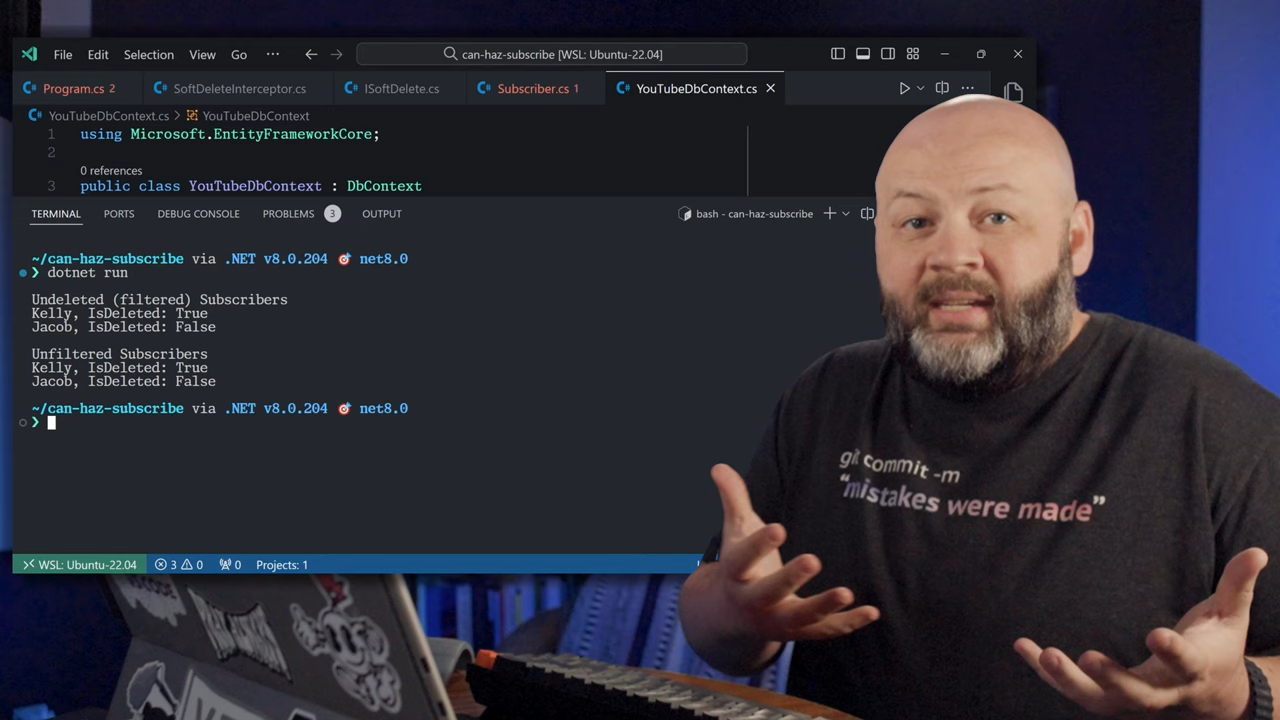 File Edit Selection View Go ··· can-haz-subscribe [WSL: Ubuntu-22.04]
Program.cs 2 SoftDeleteInterceptor.cs ISoftDelete.cs Subscriber.cs 1 YouTubeDbContext.cs
YouTubeDbContext.cs > YouTubeDbContext
1 using Microsoft.EntityFrameworkCore;
2
0 references
3 public class YouTubeDbContext : DbContext
TERMINAL PORTS DEBUG CONSOLE PROBLEMS 3 OUTPUT bash - can-haz-subscribe
~/can-haz-subscribe via .NET v8.0.204 🎯 net8.0
❯ dotnet run
Undeleted (filtered) Subscribers
Kelly, IsDeleted: True
Jacob, IsDeleted: False
Unfiltered Subscribers
Kelly, IsDeleted: True
Jacob, IsDeleted: False
~/can-haz-subscribe via .NET v8.0.204 🎯 net8.0
❯
WSL: Ubuntu-22.04 3 0 0 Projects: 1
git commit -m
“mistakes were made”